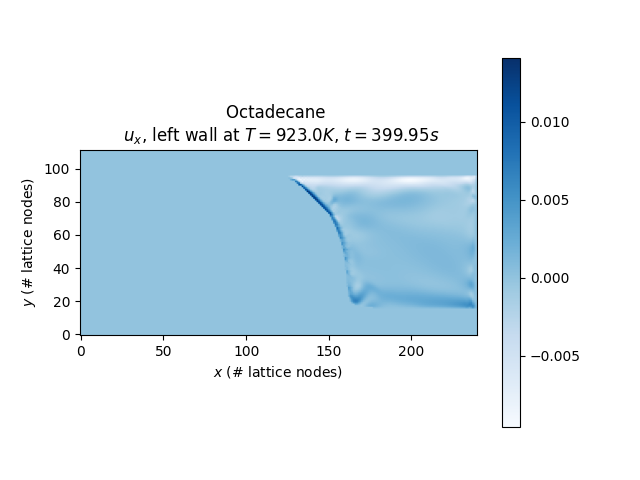 Octadecane
u_x, left wall at T = 923.0K, t = 399.95s
y (# lattice nodes)
100
80
60
40
20
0
0 50 100 150 200
x (# lattice nodes)
0.010
0.005
0.000
−0.005